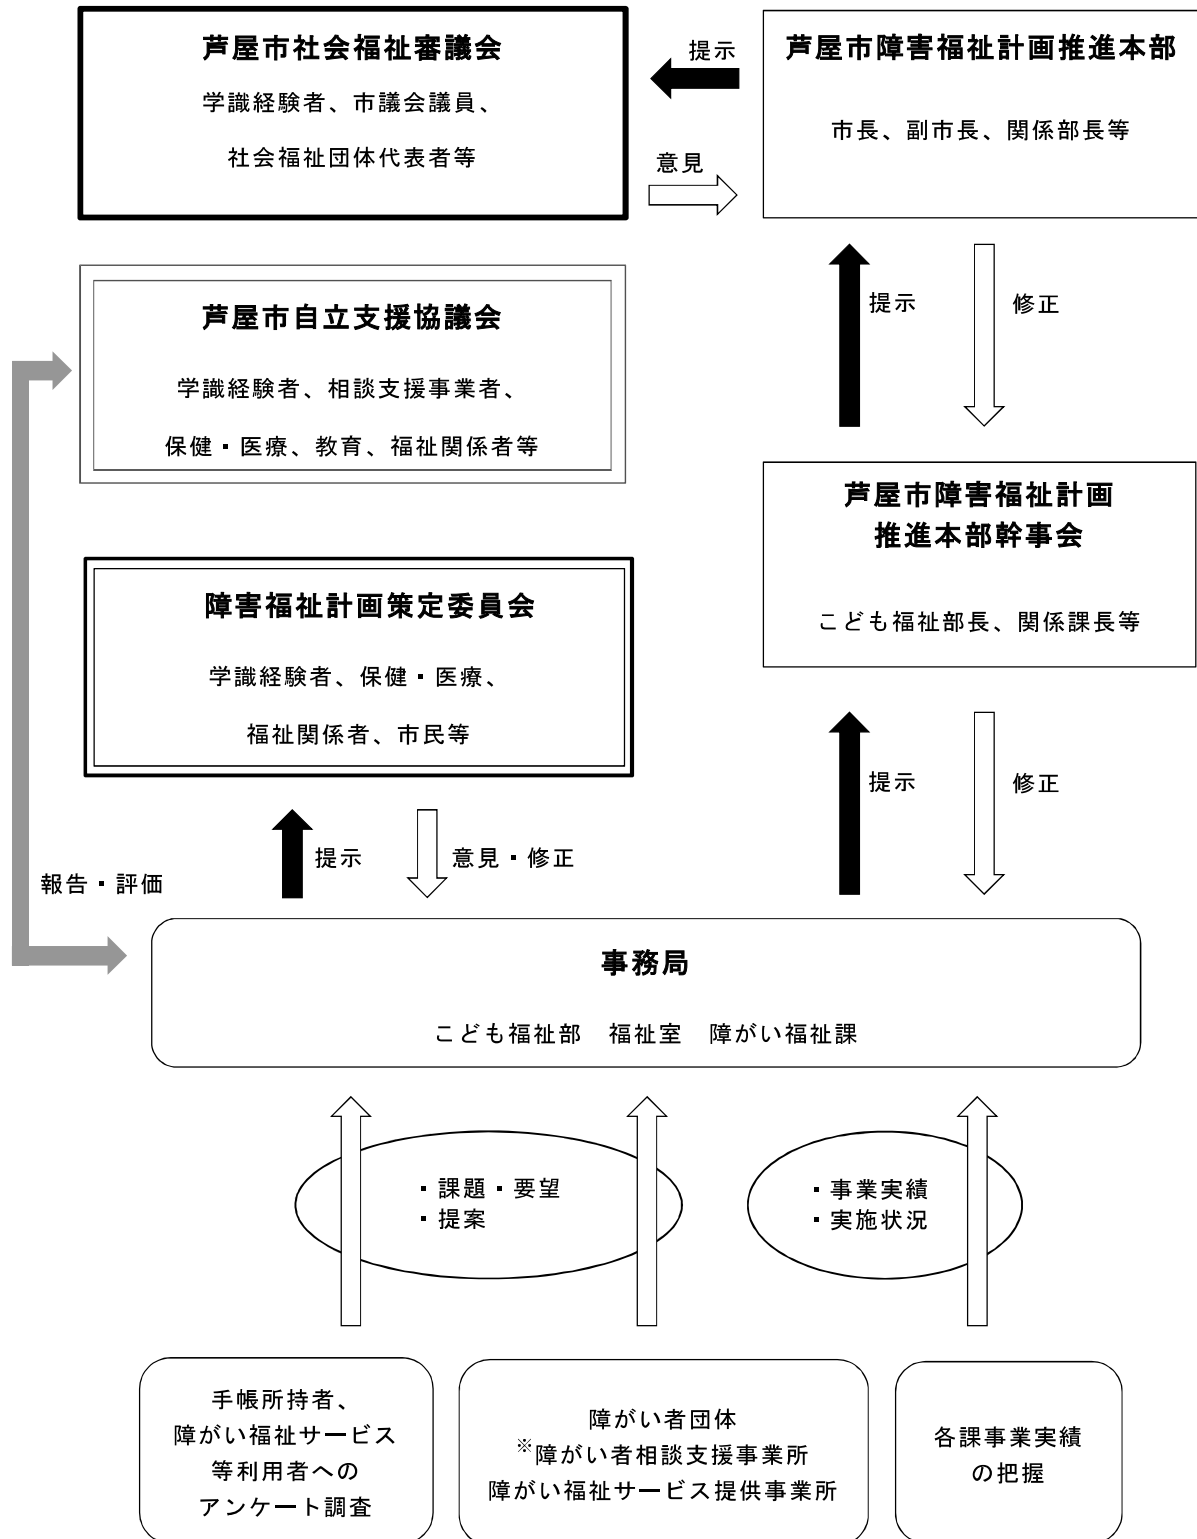 芦屋市社会福祉審議会
学識経験者、市議会議員、
社会福祉団体代表者等
提示
意見
芦屋市障害福祉計画推進本部
市長、副市長、関係部長等
提示
修正
芦屋市自立支援協議会
学識経験者、相談支援事業者、
保健・医療、教育、福祉関係者等
芦屋市障害福祉計画
推進本部幹事会
こども福祉部長、関係課長等
障害福祉計画策定委員会
学識経験者、保健・医療、
福祉関係者、市民等
提示
意見・修正
提示
修正
報告・評価
事務局
こども福祉部　福祉室　障がい福祉課
・課題・要望
・提案
・事業実績
・実施状況
手帳所持者、
障がい福祉サービス
等利用者への
アンケート調査
障がい者団体
※障がい者相談支援事業所
障がい福祉サービス提供事業所
各課事業実績
の把握